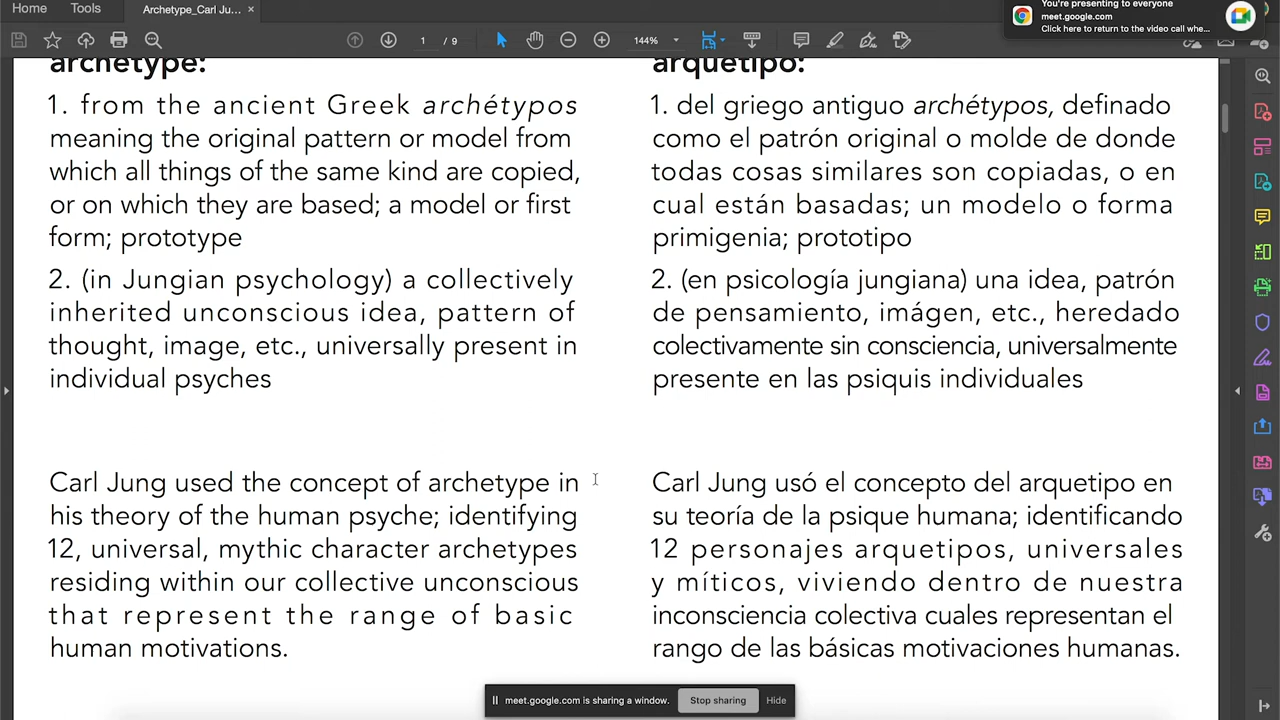 Home Tools Archetype_Carl Ju... ×
You're presenting to everyone
meet.google.com
Click here to return to the video call whe...
1 / 9 144%
archetype:
1. from the ancient Greek archétypos
meaning the original pattern or model from
which all things of the same kind are copied,
or on which they are based; a model or first
form; prototype
2. (in Jungian psychology) a collectively
inherited unconscious idea, pattern of
thought, image, etc., universally present in
individual psyches
Carl Jung used the concept of archetype in
his theory of the human psyche; identifying
12, universal, mythic character archetypes
residing within our collective unconscious
that represent the range of basic
human motivations.
arquetipo:
1. del griego antiguo archétypos, definado
como el patrón original o molde de donde
todas cosas similares son copiadas, o en
cual están basadas; un modelo o forma
primigenia; prototipo
2. (en psicología jungiana) una idea, patrón
de pensamiento, imágen, etc., heredado
colectivamente sin consciencia, universalmente
presente en las psiquis individuales
Carl Jung usó el concepto del arquetipo en
su teoría de la psique humana; identificando
12 personajes arquetipos, universales
y míticos, viviendo dentro de nuestra
inconsciencia colectiva cuales representan el
rango de las básicas motivaciones humanas.
meet.google.com is sharing a window. Stop sharing Hide